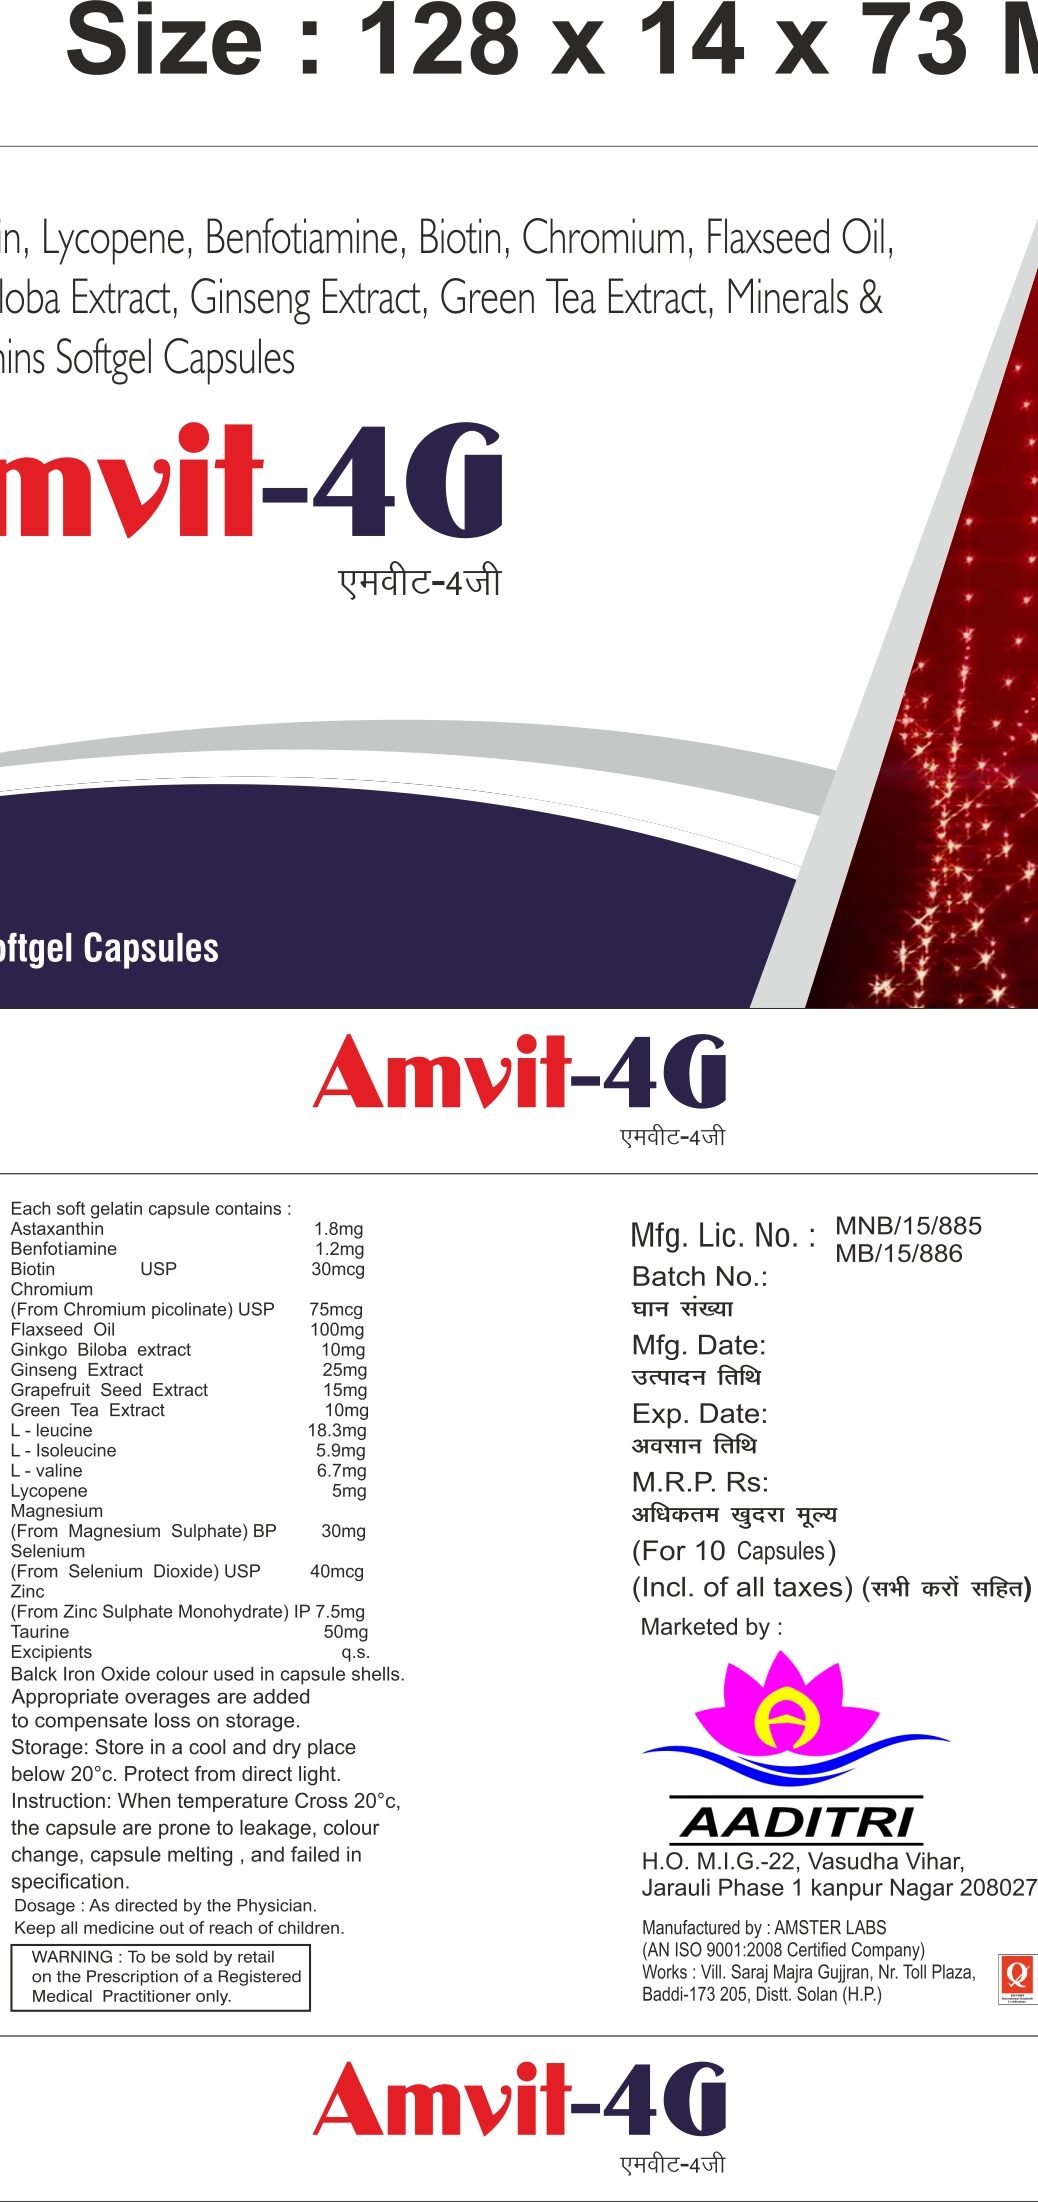 Size : 128 x 14 x 73
in, Lycopene, Benfotiamine, Biotin, Chromium, Flaxseed Oil,
loba Extract, Ginseng Extract, Green Tea Extract, Minerals &
ins Softgel Capsules
mvit-4G
एमवीट-4जी
oftgel Capsules
Amvit-4G
एमवीट-4जी
Each soft gelatin capsule contains :
Astaxanthin 1.8mg
Benfotiamine 1.2mg
Biotin USP 30mcg
Chromium
(From Chromium picolinate) USP 75mcg
Flaxseed Oil 100mg
Ginkgo Biloba extract 10mg
Ginseng Extract 25mg
Grapefruit Seed Extract 15mg
Green Tea Extract 10mg
L - leucine 18.3mg
L - Isoleucine 5.9mg
L - valine 6.7mg
Lycopene 5mg
Magnesium
(From Magnesium Sulphate) BP 30mg
Selenium
(From Selenium Dioxide) USP 40mcg
Zinc
(From Zinc Sulphate Monohydrate) IP 7.5mg
Taurine 50mg
Excipients q.s.
Balck Iron Oxide colour used in capsule shells.
Appropriate overages are added
to compensate loss on storage.
Storage: Store in a cool and dry place
below 20°c. Protect from direct light.
Instruction: When temperature Cross 20°c,
the capsule are prone to leakage, colour
change, capsule melting , and failed in
specification.
Dosage : As directed by the Physician.
Keep all medicine out of reach of children.
WARNING : To be sold by retail
on the Prescription of a Registered
Medical Practitioner only.
Mfg. Lic. No. : MNB/15/885
MB/15/886
Batch No.:
घान संख्या
Mfg. Date:
उत्पादन तिथि
Exp. Date:
अवसान तिथि
M.R.P. Rs:
अधिकतम खुदरा मूल्य
(For 10 Capsules)
(Incl. of all taxes) (सभी करों सहित)
Marketed by :
AADITRI
H.O. M.I.G.-22, Vasudha Vihar,
Jarauli Phase 1 kanpur Nagar 208027
Manufactured by : AMSTER LABS
(AN ISO 9001:2008 Certified Company)
Works : Vill. Saraj Majra Gujjran, Nr. Toll Plaza,
Baddi-173 205, Distt. Solan (H.P.)
Amvit-4G
एमवीट-4जी